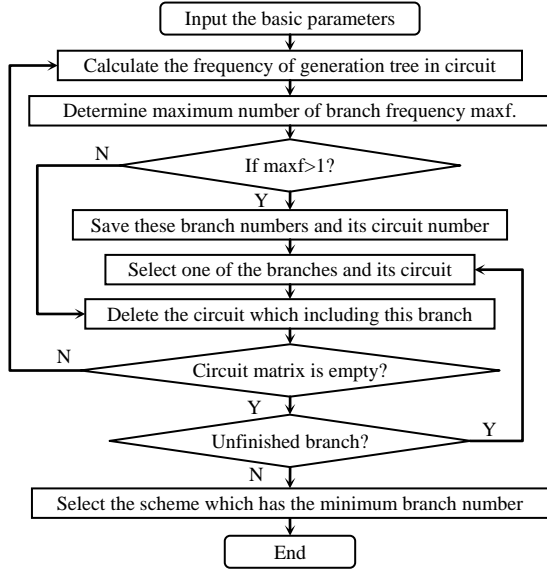 Input the basic parameters
Calculate the frequency of generation tree in circuit
Determine maximum number of branch frequency maxf.
N
If maxf>1?
Y
Save these branch numbers and its circuit number
Select one of the branches and its circuit
Delete the circuit which including this branch
N
Circuit matrix is empty?
Y
Unfinished branch?
Y
N
Select the scheme which has the minimum branch number
End